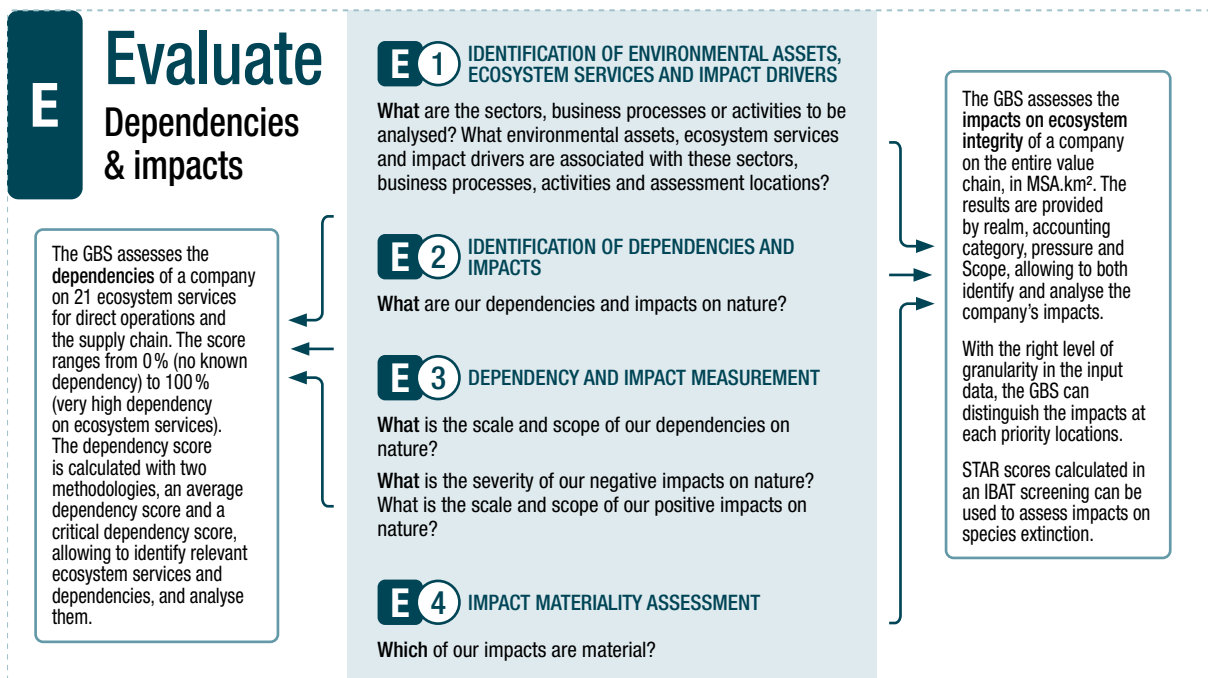 E
Evaluate
Dependencies
& impacts
The GBS assesses the
dependencies of a company
on 21 ecosystem services
for direct operations and
the supply chain. The score
ranges from 0 % (no known
dependency) to 100 %
(very high dependency
on ecosystem services).
The dependency score
is calculated with two
methodologies, an average
dependency score and a
critical dependency score,
allowing to identify relevant
ecosystem services and
dependencies, and analyse
them.
E 1 IDENTIFICATION OF ENVIRONMENTAL ASSETS,
ECOSYSTEM SERVICES AND IMPACT DRIVERS
What are the sectors, business processes or activities to be
analysed? What environmental assets, ecosystem services
and impact drivers are associated with these sectors,
business processes, activities and assessment locations?
E 2 IDENTIFICATION OF DEPENDENCIES AND
IMPACTS
What are our dependencies and impacts on nature?
E 3 DEPENDENCY AND IMPACT MEASUREMENT
What is the scale and scope of our dependencies on
nature?
What is the severity of our negative impacts on nature?
What is the scale and scope of our positive impacts on
nature?
E 4 IMPACT MATERIALITY ASSESSMENT
Which of our impacts are material?
The GBS assesses the
impacts on ecosystem
integrity of a company
on the entire value
chain, in MSA.km². The
results are provided
by realm, accounting
category, pressure and
Scope, allowing to both
identify and analyse the
company's impacts.
With the right level of
granularity in the input
data, the GBS can
distinguish the impacts at
each priority locations.
STAR scores calculated in
an IBAT screening can be
used to assess impacts on
species extinction.